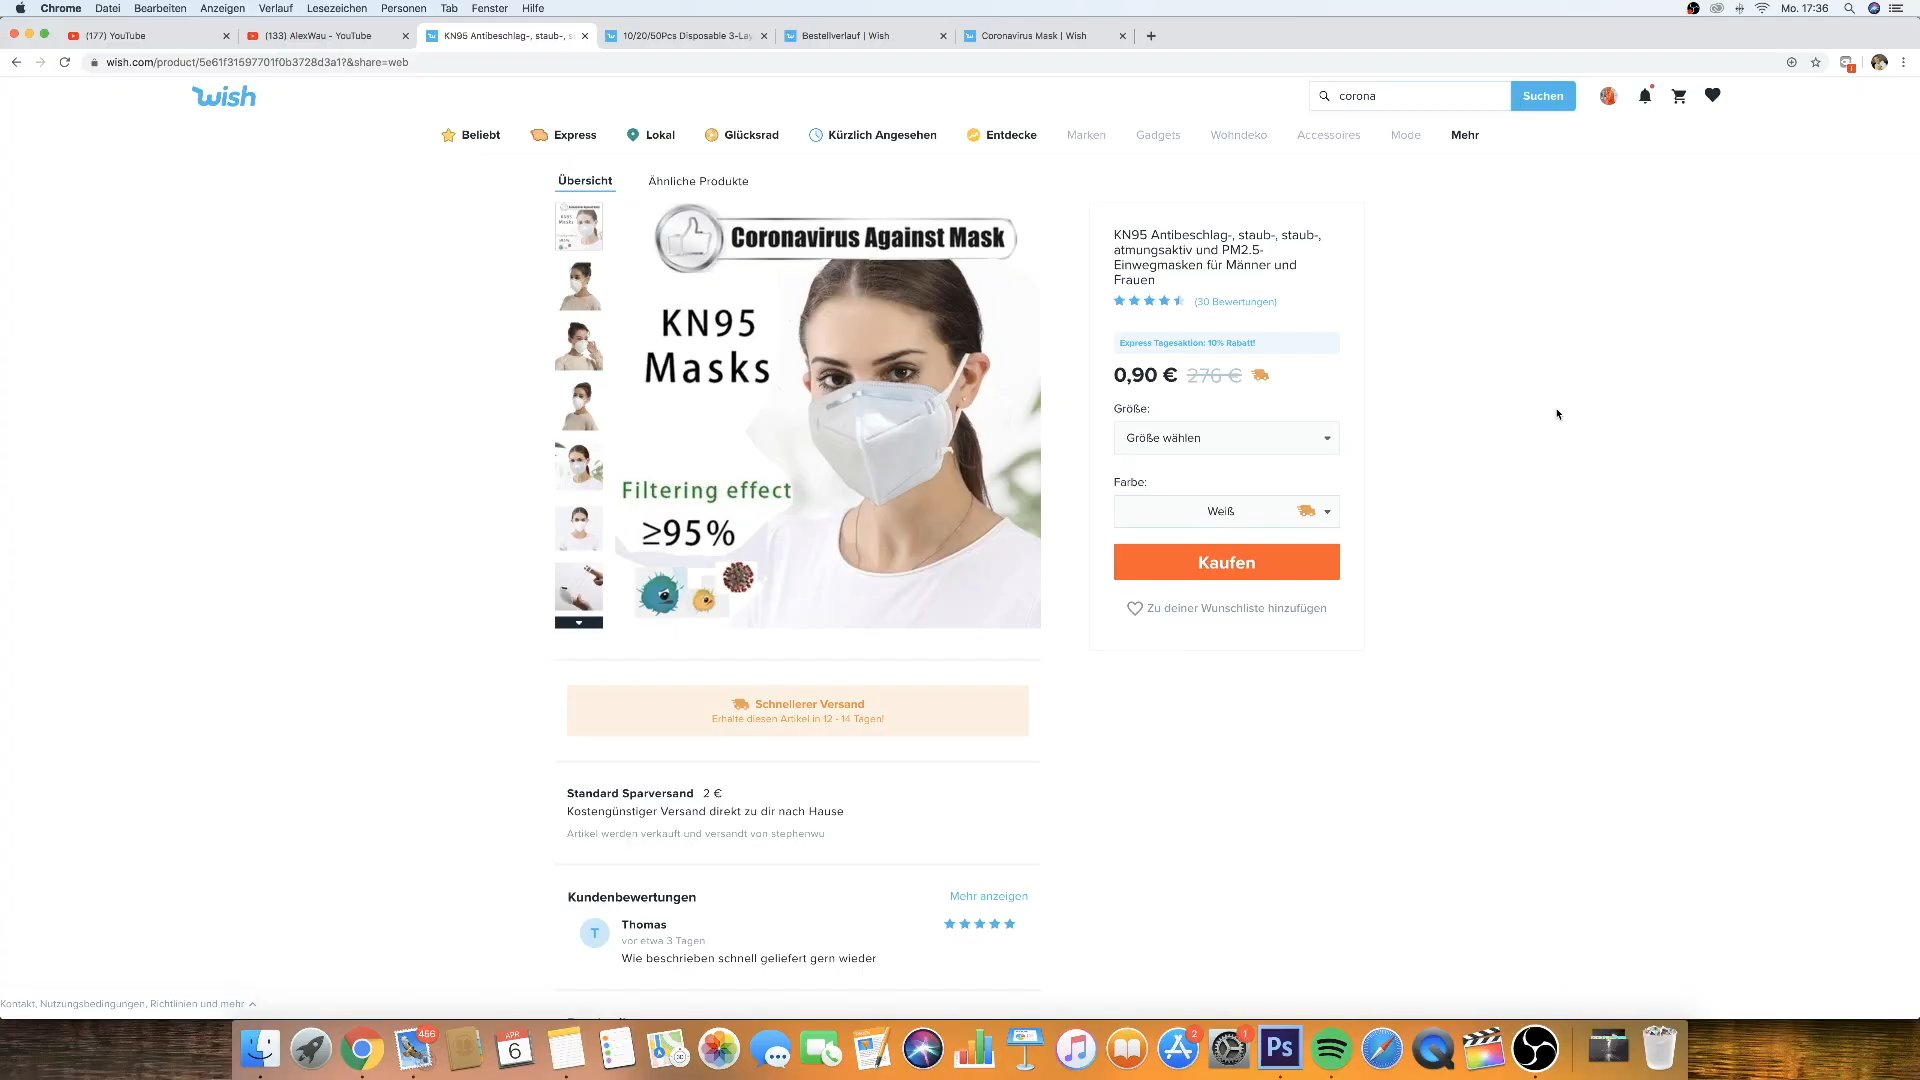 Chrome Datei Bearbeiten Anzeigen Verlauf Lesezeichen Personen Tab Fenster Hilfe Mo. 17:36
(177) YouTube (133) AlexWau - YouTube KN95 Antibeschlag-, staub-, s 10/20/50Pcs Disposable 3-Lay Bestellverlauf | Wish Coronavirus Mask | Wish
wish.com/product/5e61f31597701f0b3728d3a1?&share=web
wish corona Suchen
Beliebt Express Lokal Glücksrad Kürzlich Angesehen Entdecke Marken Gadgets Wohndeko Accessoires Mode Mehr
Übersicht Ähnliche Produkte
Coronavirus Against Mask
KN95
Masks
Filtering effect
≥95%
KN95 Antibeschlag-, staub-, staub-,
atmungsaktiv und PM2.5-
Einwegmasken für Männer und
Frauen
(30 Bewertungen)
Express Tagesaktion: 10% Rabatt!
0,90 € 276 €
Größe:
Größe wählen
Farbe:
Weiß
Kaufen
Zu deiner Wunschliste hinzufügen
Schnellerer Versand
Erhalte diesen Artikel in 12 - 14 Tagen!
Standard Sparversand 2 €
Kostengünstiger Versand direkt zu dir nach Hause
Artikel werden verkauft und versandt von stephenwu
Kundenbewertungen Mehr anzeigen
T Thomas
vor etwa 3 Tagen
Wie beschrieben schnell geliefert gern wieder
Kontakt, Nutzungsbedingungen, Richtlinien und mehr
456
APR
6
2
1
Ps